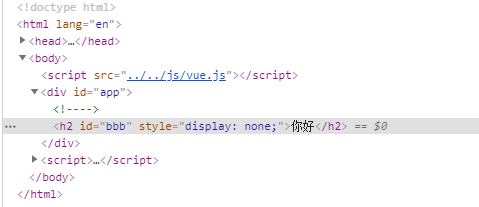 <!doctype html>
<html lang="en">
<head>…</head>
<body>
<script src="../../js/vue.js"></script>
<div id="app">
<!---->
<h2 id="bbb" style="display: none;">你好</h2> == $0
</div>
<script>…</script>
</body>
</html>